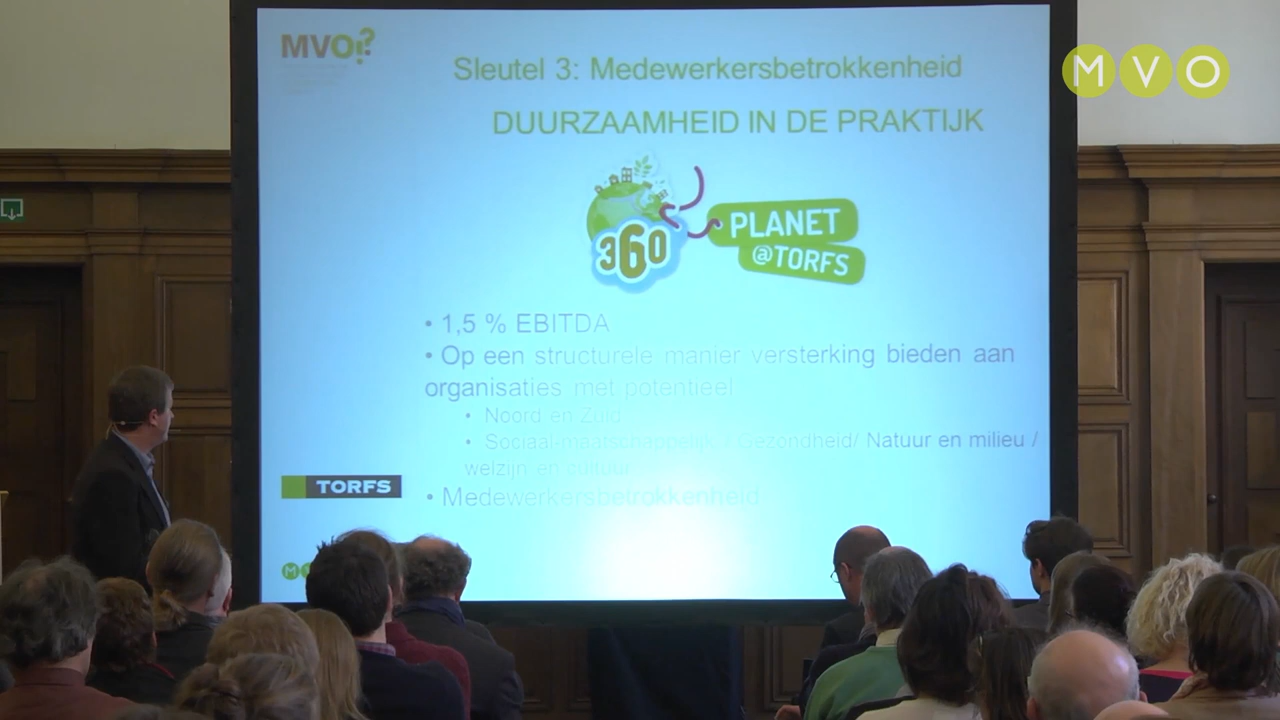 MVO
MVOi?
Sleutel 3: Medewerkersbetrokkenheid
DUURZAAMHEID IN DE PRAKTIJK
360
PLANET
@TORFS
• 1,5 % EBITDA
• Op een structurele manier versterking bieden aan
organisaties met potentieel
• Noord en Zuid
• Sociaal-maatschappelijk / Gezondheid/ Natuur en milieu /
welzijn en cultuur
• Medewerkersbetrokkenheid
TORFS